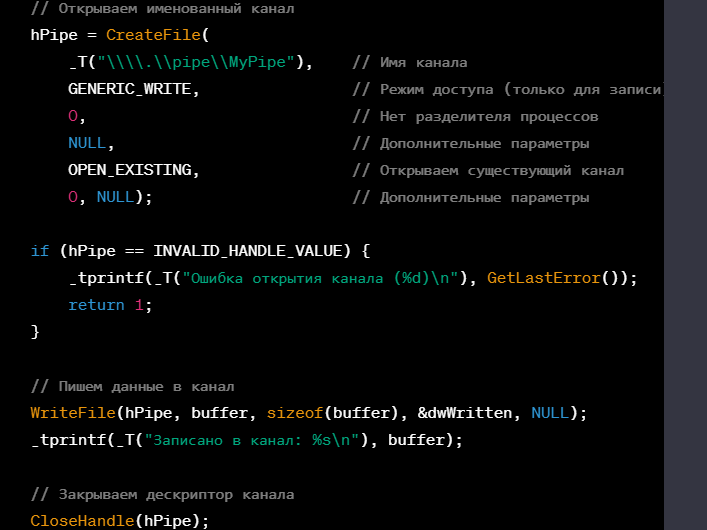 // Открываем именованный канал
hPipe = CreateFile(
_T("\\\\.\\pipe\\MyPipe"), // Имя канала
GENERIC_WRITE, // Режим доступа (только для записи)
0, // Нет разделителя процессов
NULL, // Дополнительные параметры
OPEN_EXISTING, // Открываем существующий канал
0, NULL); // Дополнительные параметры
if (hPipe == INVALID_HANDLE_VALUE) {
_tprintf(_T("Ошибка открытия канала (%d)\n"), GetLastError());
return 1;
}
// Пишем данные в канал
WriteFile(hPipe, buffer, sizeof(buffer), &dwWritten, NULL);
_tprintf(_T("Записано в канал: %s\n"), buffer);
// Закрываем дескриптор канала
CloseHandle(hPipe);